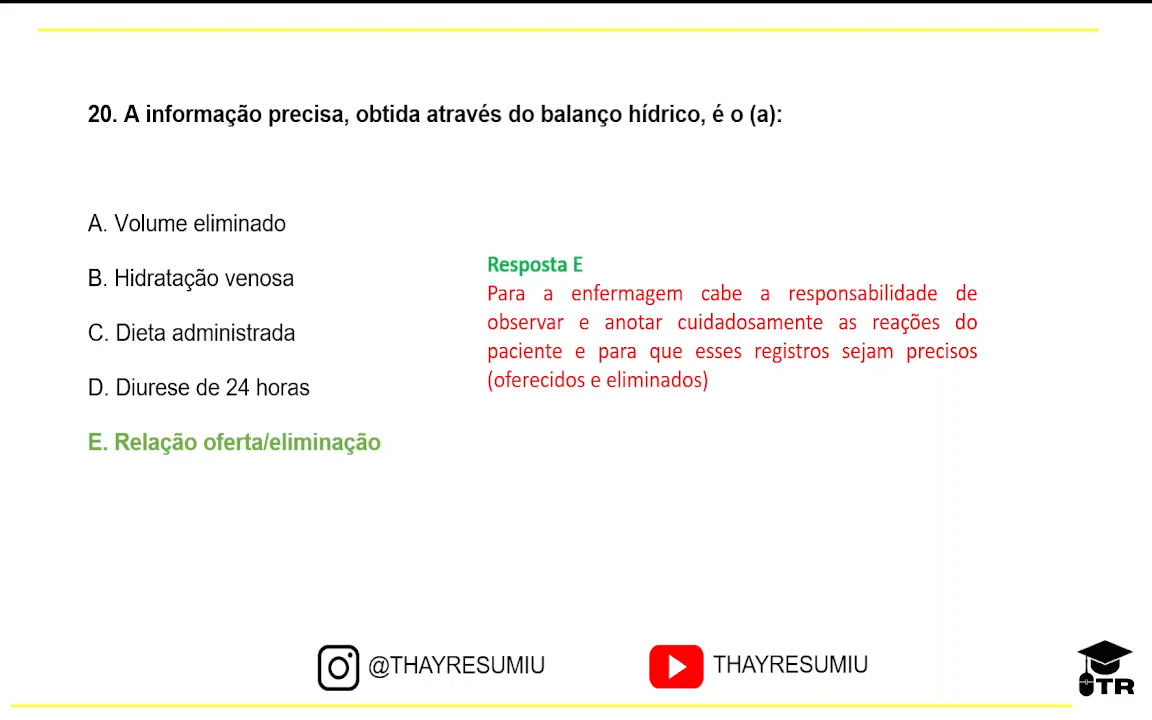 20. A informação precisa, obtida através do balanço hídrico, é o (a):
A. Volume eliminado
B. Hidratação venosa
C. Dieta administrada
D. Diurese de 24 horas
E. Relação oferta/eliminação
Resposta E
Para a enfermagem cabe a responsabilidade de
observar e anotar cuidadosamente as reações do
paciente e para que esses registros sejam precisos
(oferecidos e eliminados)
@THAYRESUMIU
THAYRESUMIU
TR